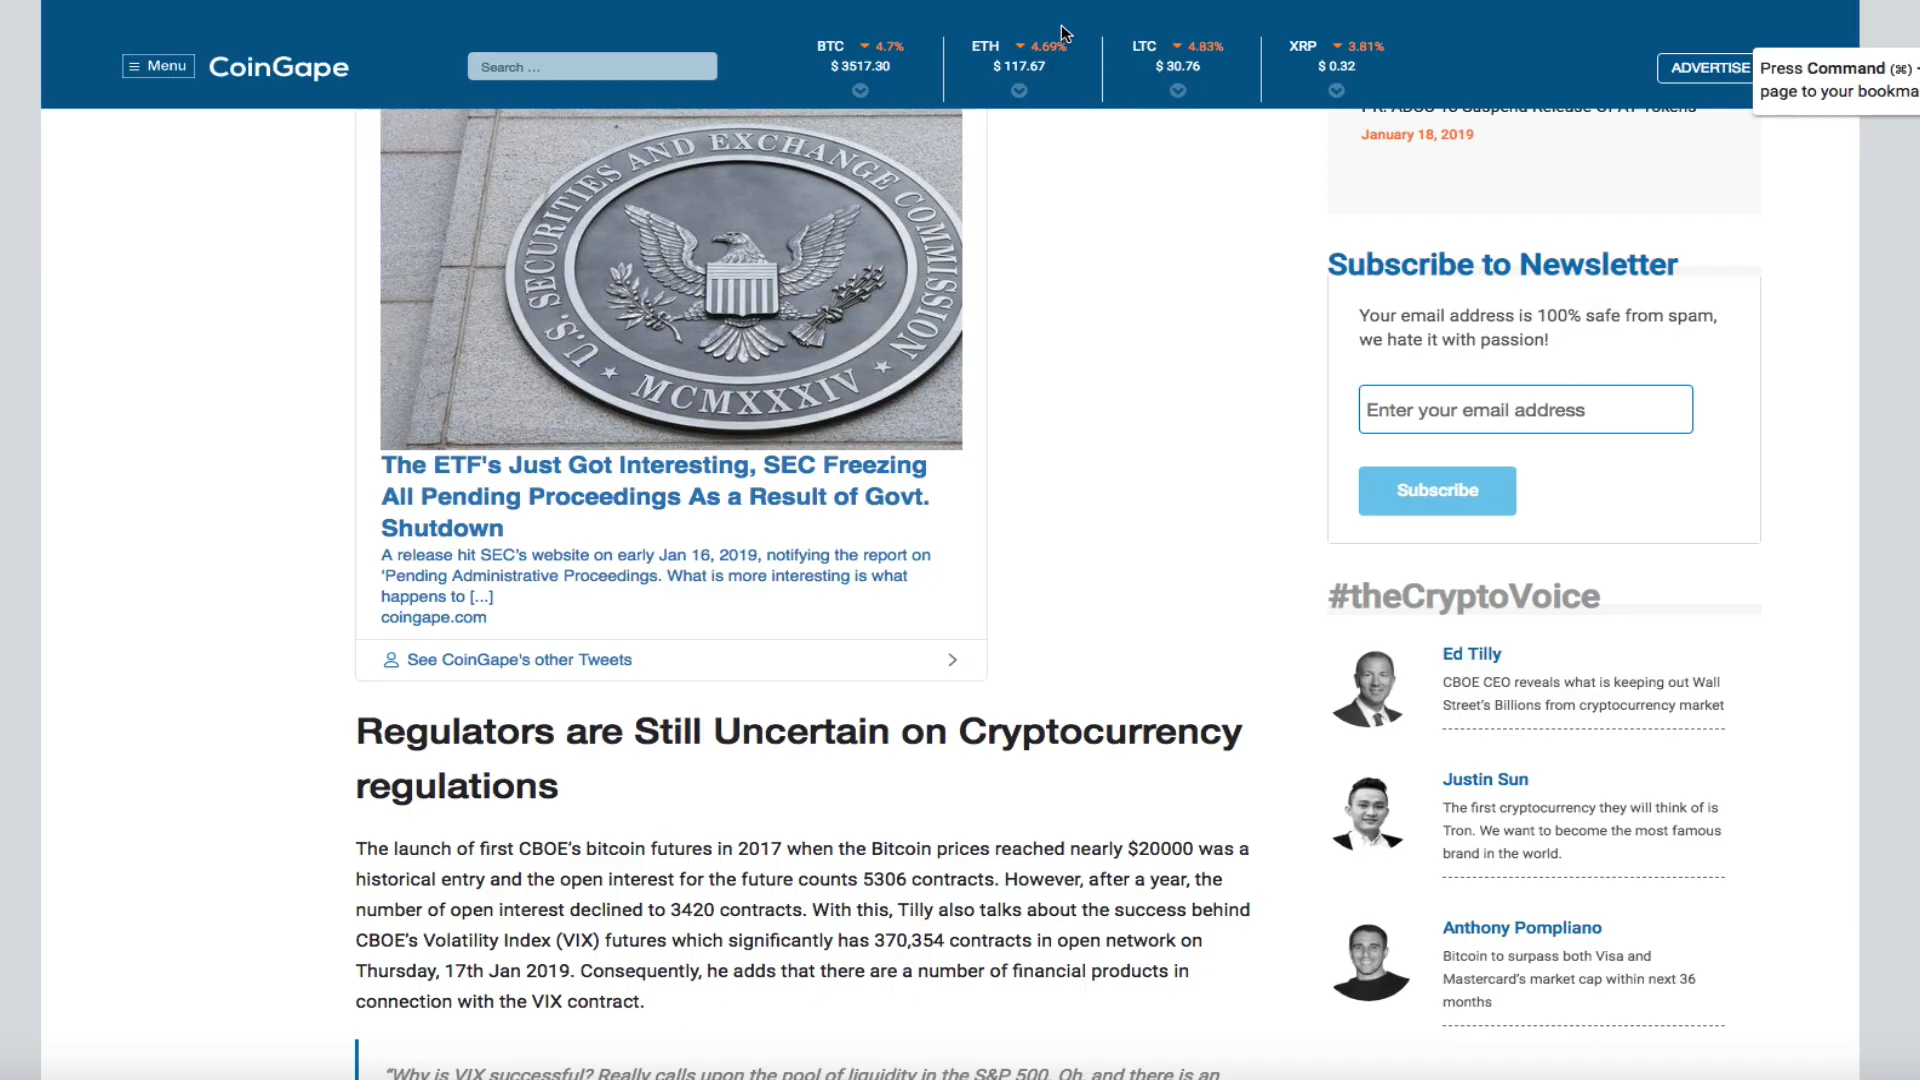 Menu
CoinGape
Search ...
BTC 4.7%
$ 3517.30
ETH 4.69%
$ 117.67
LTC 4.83%
$ 30.76
XRP 3.81%
$ 0.32
ADVERTISE
Press Command (⌘)
page to your bookma
U.S. SECURITIES AND EXCHANGE COMMISSION
MCMXXXIV
The ETF's Just Got Interesting, SEC Freezing
All Pending Proceedings As a Result of Govt.
Shutdown
A release hit SEC's website on early Jan 16, 2019, notifying the report on
‘Pending Administrative Proceedings. What is more interesting is what
happens to [...]
coingape.com
See CoinGape's other Tweets
Regulators are Still Uncertain on Cryptocurrency
regulations
The launch of first CBOE’s bitcoin futures in 2017 when the Bitcoin prices reached nearly $20000 was a
historical entry and the open interest for the future counts 5306 contracts. However, after a year, the
number of open interest declined to 3420 contracts. With this, Tilly also talks about the success behind
CBOE’s Volatility Index (VIX) futures which significantly has 370,354 contracts in open network on
Thursday, 17th Jan 2019. Consequently, he adds that there are a number of financial products in
connection with the VIX contract.
“Why is VIX successful? Really calls upon the pool of liquidity in the S&P 500. Oh, and there is an
January 18, 2019
Subscribe to Newsletter
Your email address is 100% safe from spam,
we hate it with passion!
Enter your email address
Subscribe
#theCryptoVoice
Ed Tilly
CBOE CEO reveals what is keeping out Wall
Street’s Billions from cryptocurrency market
Justin Sun
The first cryptocurrency they will think of is
Tron. We want to become the most famous
brand in the world.
Anthony Pompliano
Bitcoin to surpass both Visa and
Mastercard’s market cap within next 36
months